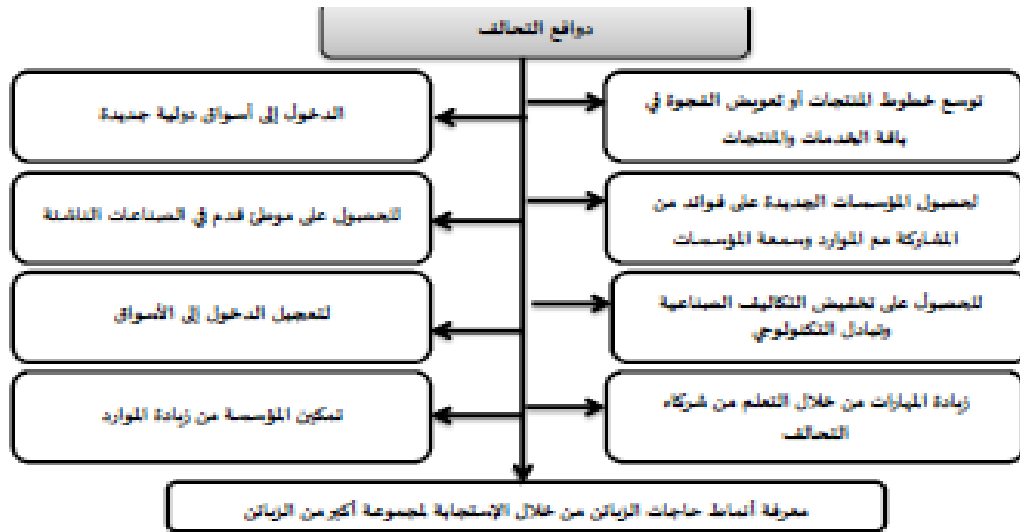 دوافع التحالف
توسع خطوط المنتجات أو تعويض الفجوة في
باقة الخدمات والمنتجات
الدخول إلى أسواق دولية جديدة
لحصول المؤسسات الجديدة على فوائد من
المشاركة مع الموارد وسمعة المؤسسات
للحصول على موطئ قدم في الصناعات الناشئة
للحصول على تخفيض التكاليف الصناعية
وتبادل التكنولوجي
لتعجيل الدخول إلى الأسواق
زيادة المهارات من خلال التعلم من شركاء
التحالف
تمكين المؤسسة من زيادة الموارد
معرفة أنماط حاجات الزبائن من خلال الإستجابة لمجموعة أكبر من الزبائن